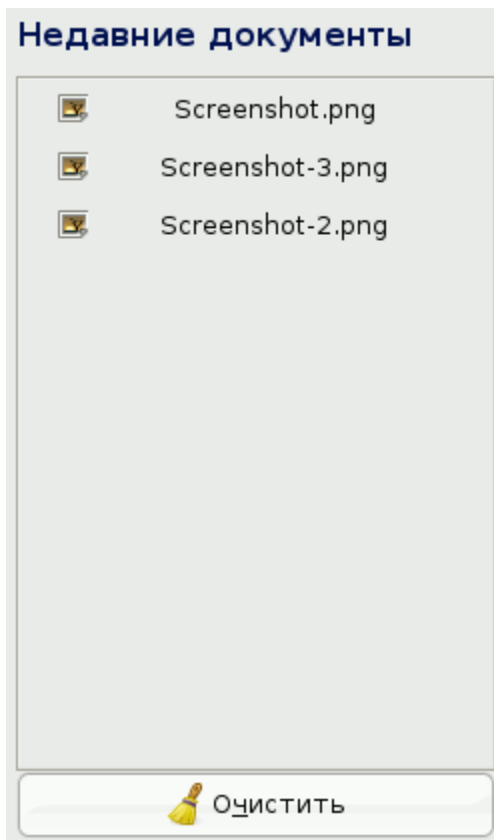 Недавние документы
Screenshot.png
Screenshot-3.png
Screenshot-2.png
Очистить